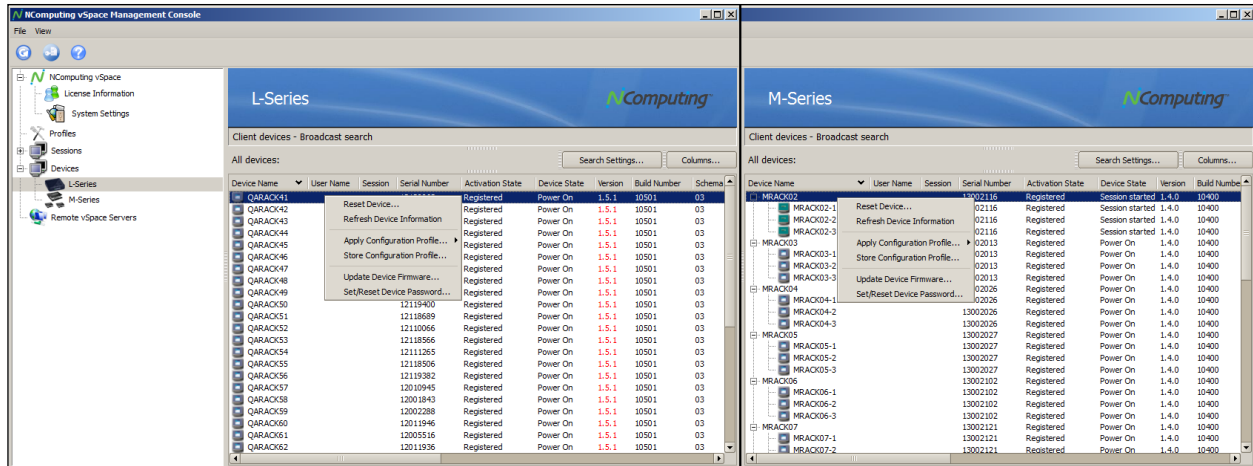 NComputing vSpace Management Console
File View
NComputing vSpace
License Information
System Settings
Profiles
Sessions
Devices
L-Series
M-Series
Remote vSpace Servers
L-Series
NComputing
Client devices - Broadcast search
All devices: Search Settings... Columns...
Device Name User Name Session Serial Number Activation State Device State Version Build Number Schema
QARACK41 Registered Power On 1.5.1 10501 03
QARACK42 Registered Power On 1.5.1 10501 03
QARACK43 Registered Power On 1.5.1 10501 03
QARACK44 Registered Power On 1.5.1 10501 03
QARACK45 Registered Power On 1.5.1 10501 03
QARACK46 Registered Power On 1.5.1 10501 03
QARACK47 Registered Power On 1.5.1 10501 03
QARACK48 Registered Power On 1.5.1 10501 03
QARACK49 Registered Power On 1.5.1 10501 03
QARACK50 12119400 Registered Power On 1.5.1 10501 03
QARACK51 12118689 Registered Power On 1.5.1 10501 03
QARACK52 12110066 Registered Power On 1.5.1 10501 03
QARACK53 12118566 Registered Power On 1.5.1 10501 03
QARACK54 12111265 Registered Power On 1.5.1 10501 03
QARACK55 12118506 Registered Power On 1.5.1 10501 03
QARACK56 12119382 Registered Power On 1.5.1 10501 03
QARACK57 12010945 Registered Power On 1.5.1 10501 03
QARACK58 12001843 Registered Power On 1.5.1 10501 03
QARACK59 12002288 Registered Power On 1.5.1 10501 03
QARACK60 12011946 Registered Power On 1.5.1 10501 03
QARACK61 12005516 Registered Power On 1.5.1 10501 03
QARACK62 12011936 Registered Power On 1.5.1 10501 03
Reset Device...
Refresh Device Information
Apply Configuration Profile...
Store Configuration Profile...
Update Device Firmware...
Set/Reset Device Password...
M-Series
NComputing
Client devices - Broadcast search
All devices: Search Settings... Columns...
Device Name User Name Session Serial Number Activation State Device State Version Build Numbe
MRACK02 13002116 Registered Session started 1.4.0 10400
MRACK02-1 02116 Registered Session started 1.4.0 10400
MRACK02-2 02116 Registered Session started 1.4.0 10400
MRACK02-3 02116 Registered Session started 1.4.0 10400
MRACK03 02013 Registered Power On 1.4.0 10400
MRACK03-1 02013 Registered Power On 1.4.0 10400
MRACK03-2 02013 Registered Power On 1.4.0 10400
MRACK03-3 02013 Registered Power On 1.4.0 10400
MRACK04 02026 Registered Power On 1.4.0 10400
MRACK04-1 02026 Registered Power On 1.4.0 10400
MRACK04-2 13002026 Registered Power On 1.4.0 10400
MRACK04-3 13002026 Registered Power On 1.4.0 10400
MRACK05 13002027 Registered Power On 1.4.0 10400
MRACK05-1 13002027 Registered Power On 1.4.0 10400
MRACK05-2 13002027 Registered Power On 1.4.0 10400
MRACK05-3 13002027 Registered Power On 1.4.0 10400
MRACK06 13002102 Registered Power On 1.4.0 10400
MRACK06-1 13002102 Registered Power On 1.4.0 10400
MRACK06-2 13002102 Registered Power On 1.4.0 10400
MRACK06-3 13002102 Registered Power On 1.4.0 10400
MRACK07 13002121 Registered Power On 1.4.0 10400
MRACK07-1 13002121 Registered Power On 1.4.0 10400
MRACK07-2 13002121 Registered Power On 1.4.0 10400
Reset Device...
Refresh Device Information
Apply Configuration Profile...
Store Configuration Profile...
Update Device Firmware...
Set/Reset Device Password...